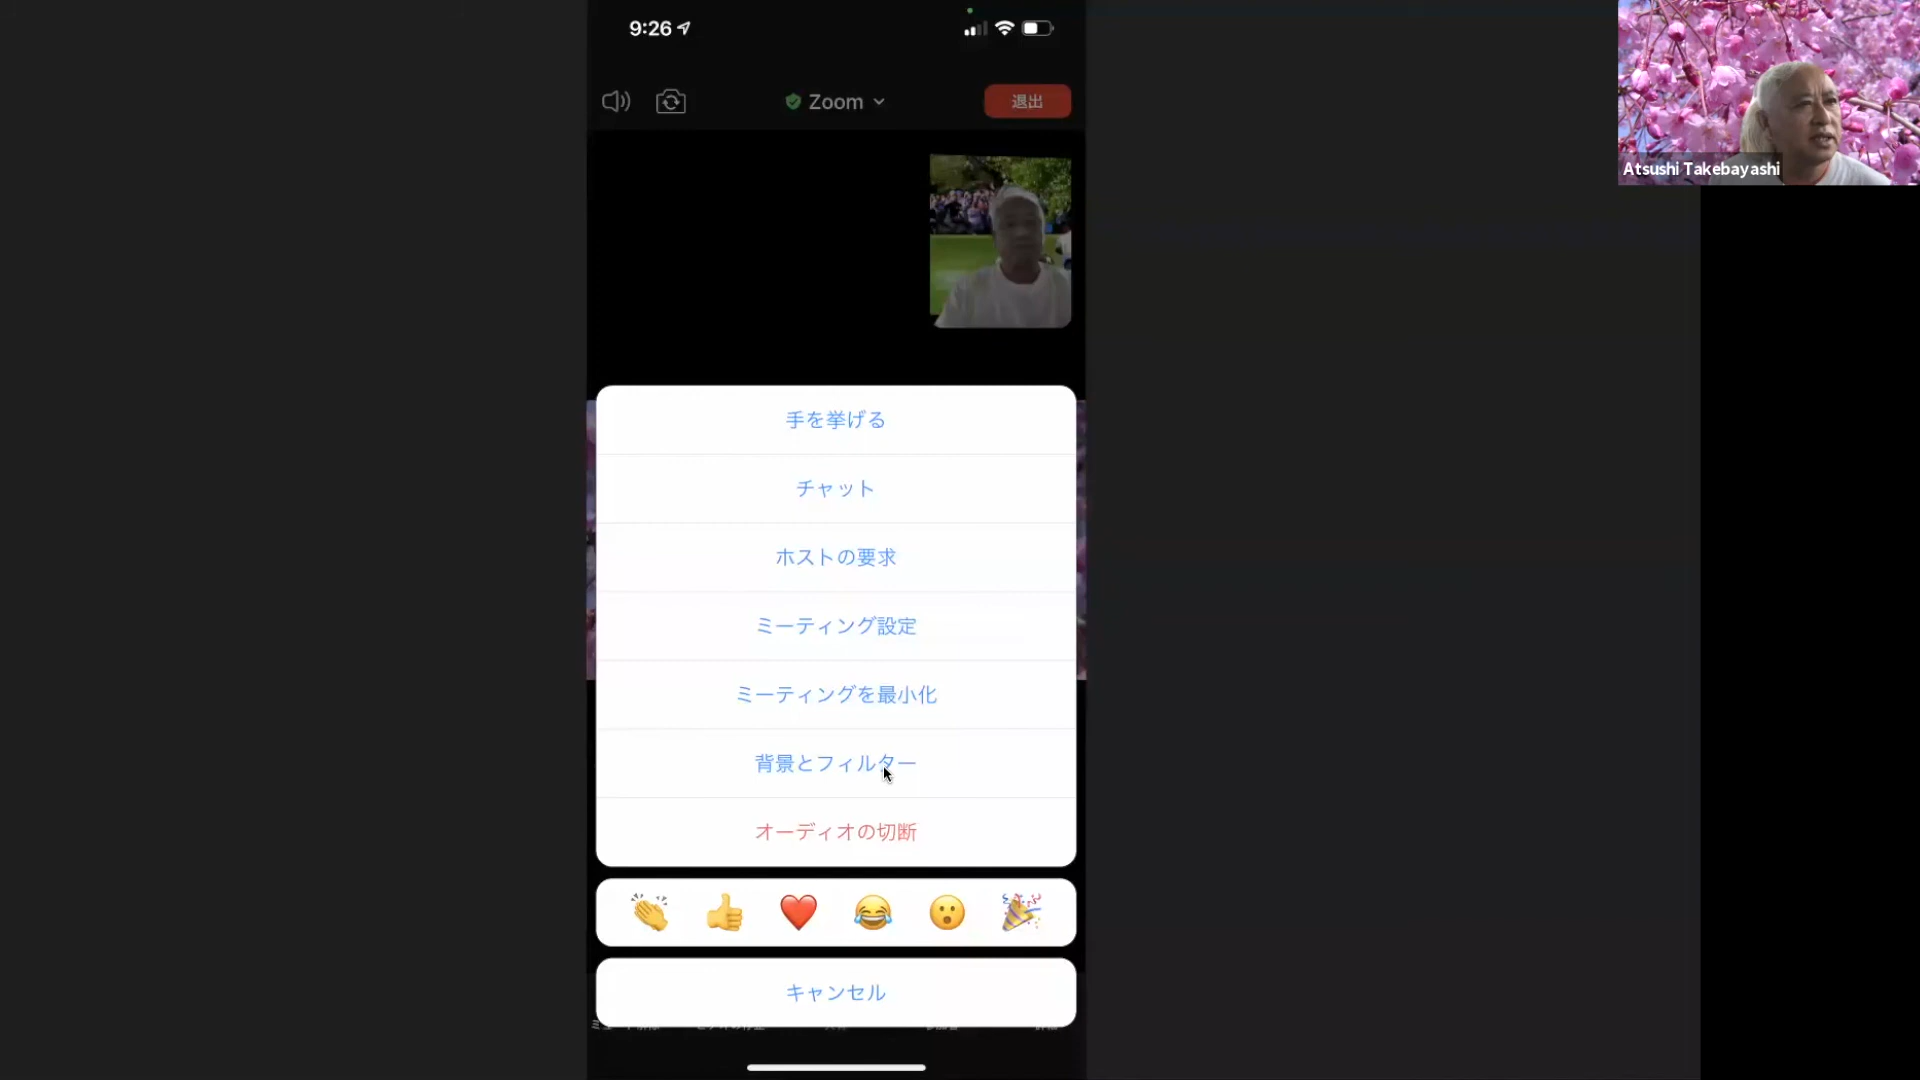 9:26
Zoom
退出
Atsushi Takebayashi
手を挙げる
チャット
ホストの要求
ミーティング設定
ミーティングを最小化
背景とフィルター
オーディオの切断
キャンセル